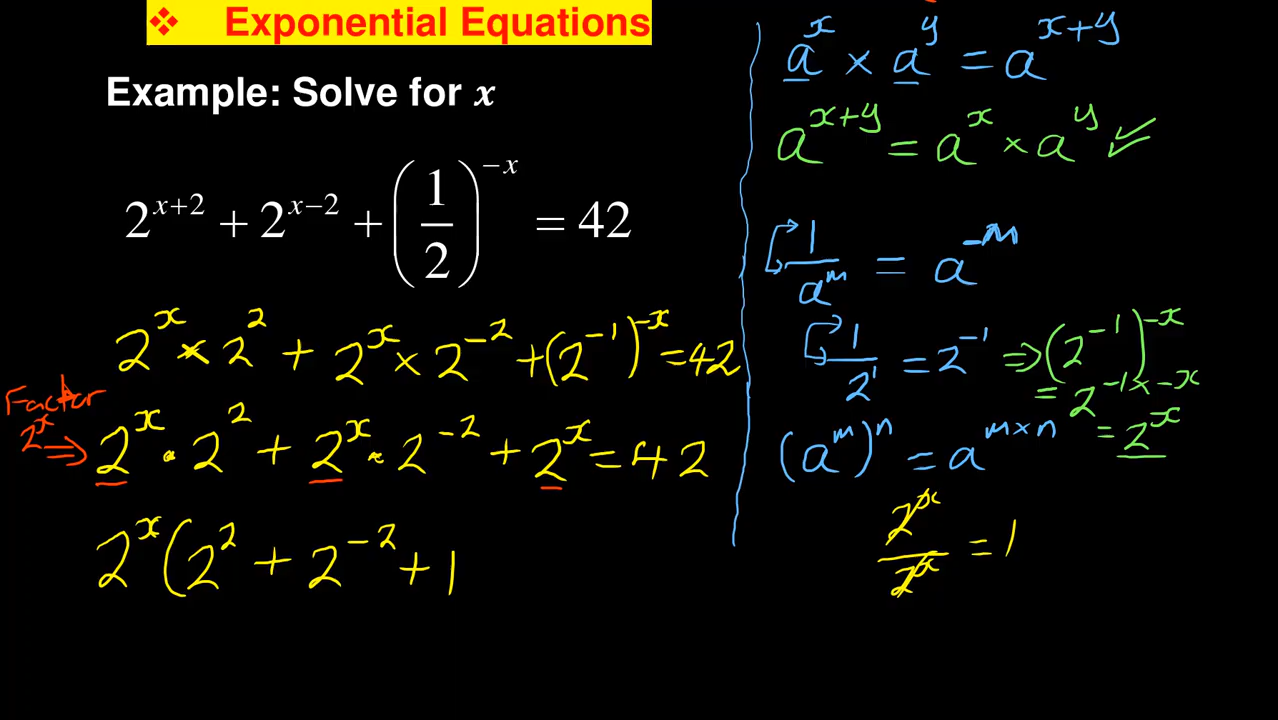 ❖ Exponential Equations
Example: Solve for x
2^{x+2} + 2^{x-2} + (1/2)^{-x} = 42
2^x × 2^2 + 2^x × 2^{-2} + (2^{-1})^{-x} = 42
Factor
2^x ⇒
2^x · 2^2 + 2^x · 2^{-2} + 2^x = 42
2^x (2^2 + 2^{-2} + 1
a^x × a^y = a^{x+y}
a^{x+y} = a^x × a^y ✓
1/a^m = a^{-m}
1/2^1 = 2^{-1} ⇒ (2^{-1})^{-x}
= 2^{-1 × -x}
= 2^x
(a^m)^n = a^{m×n}
2^x/2^x = 1